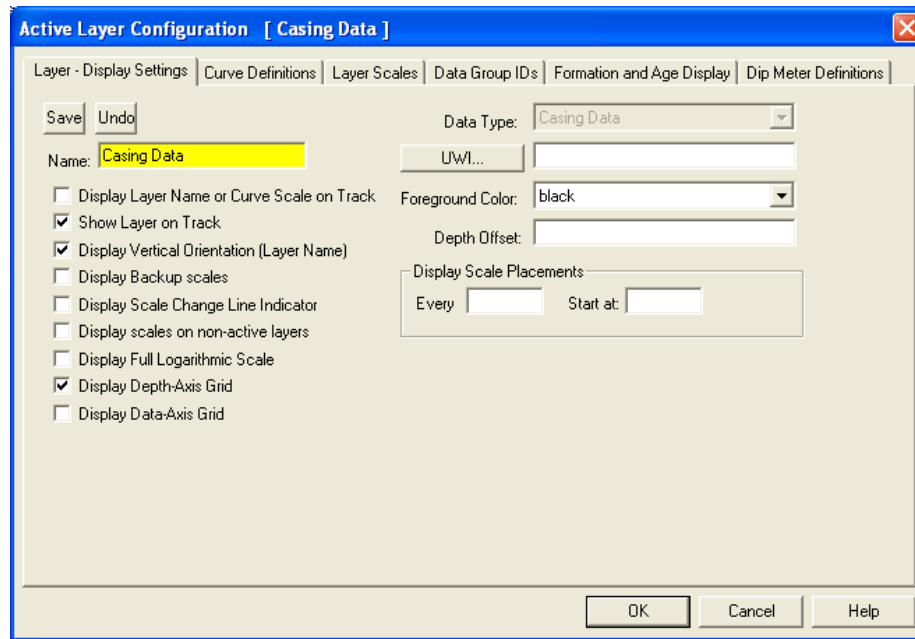 Active Layer Configuration [ Casing Data ]
Layer - Display Settings Curve Definitions Layer Scales Data Group IDs Formation and Age Display Dip Meter Definitions
Save Undo
Name: Casing Data
Display Layer Name or Curve Scale on Track
Show Layer on Track
Display Vertical Orientation (Layer Name)
Display Backup scales
Display Scale Change Line Indicator
Display scales on non-active layers
Display Full Logarithmic Scale
Display Depth-Axis Grid
Display Data-Axis Grid
Data Type: Casing Data
UWI...
Foreground Color: black
Depth Offset:
Display Scale Placements
Every Start at:
OK Cancel Help